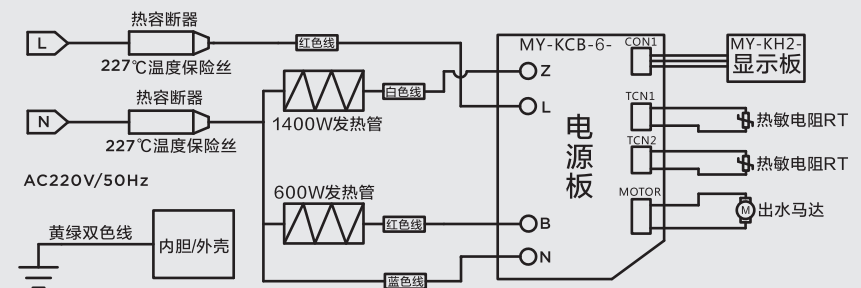 热容断器
L
红色线
227℃温度保险丝
MY-KCB-6-
CON1
MY-KH2-
显示板
Z
白色线
1400W发热管
热容断器
N
227℃温度保险丝
L
TCN1
热敏电阻RT
电源板
TCN2
热敏电阻RT
AC220V/50Hz
600W发热管
MOTOR
M
出水马达
黄绿双色线
内胆/外壳
红色线
B
N
蓝色线